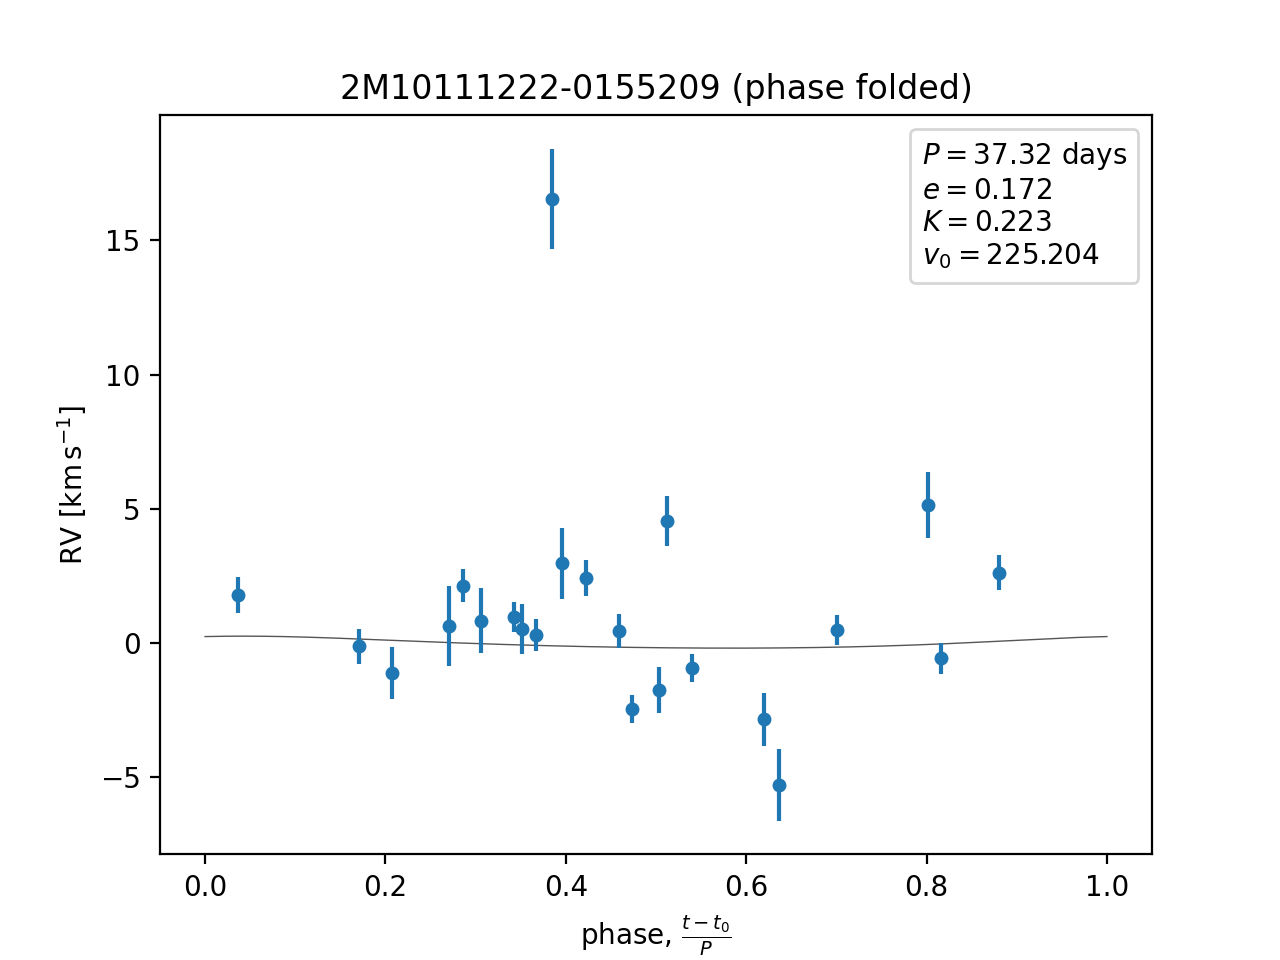 2M10111222-0155209 (phase folded)
P = 37.32 days
e = 0.172
K = 0.223
v₀ = 225.204
15
10
5
0
−5
RV [km s⁻¹]
0.0 0.2 0.4 0.6 0.8 1.0
phase, (t − t₀)/P